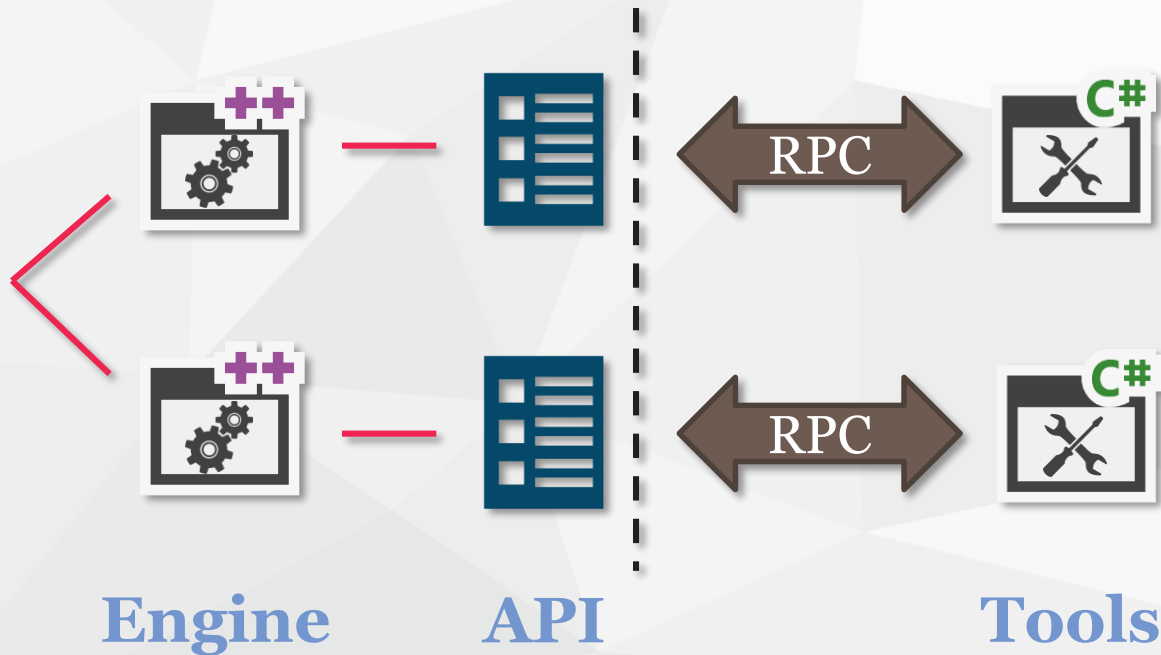 ++
C#
RPC
++
C#
RPC
Engine
API
Tools